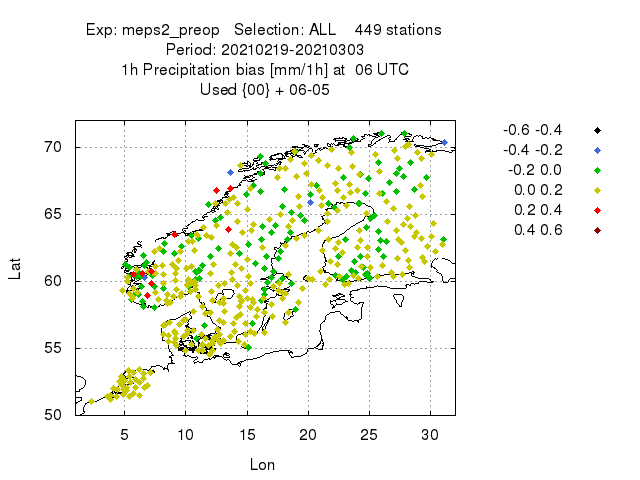 Exp: meps2_preop   Selection: ALL    449 stations
Period: 20210219-20210303
1h Precipitation bias [mm/1h] at  06 UTC
Used {00} + 06-05
-0.6 -0.4
-0.4 -0.2
-0.2 0.0
0.0 0.2
0.2 0.4
0.4 0.6
70
65
60
55
50
Lat
5 10 15 20 25 30
Lon